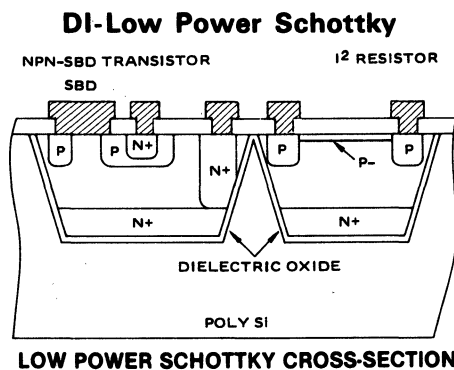 DI-Low Power Schottky
NPN-SBD TRANSISTOR
I² RESISTOR
SBD
P
P
N+
N+
P
P
P−
N+
N+
DIELECTRIC OXIDE
POLY Si
LOW POWER SCHOTTKY CROSS-SECTION